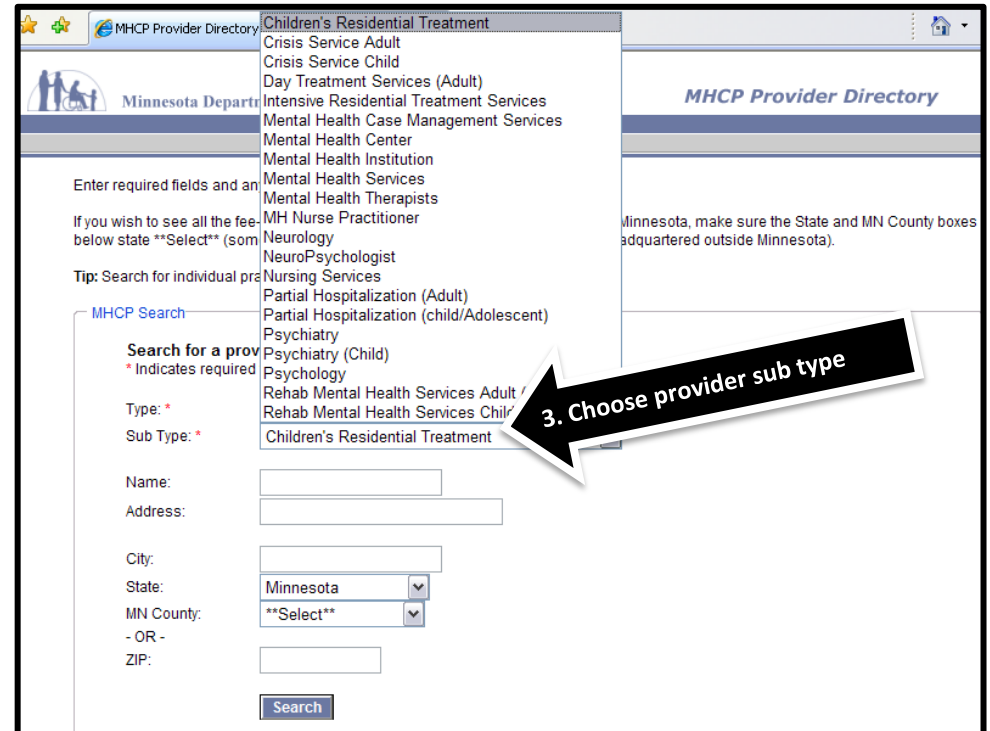 MHCP Provider Directory
Minnesota Depart
MHCP Provider Directory
Children's Residential Treatment
Crisis Service Adult
Crisis Service Child
Day Treatment Services (Adult)
Intensive Residential Treatment Services
Mental Health Case Management Services
Mental Health Center
Mental Health Institution
Mental Health Services
Mental Health Therapists
MH Nurse Practitioner
Neurology
NeuroPsychologist
Nursing Services
Partial Hospitalization (Adult)
Partial Hospitalization (child/Adolescent)
Psychiatry
Psychiatry (Child)
Psychology
Rehab Mental Health Services Adult
Rehab Mental Health Services Child
Enter required fields and
If you wish to see all the fee- Minnesota, make sure the State and MN County boxes
below state **Select** (som adquartered outside Minnesota).
Tip: Search for individual
MHCP Search
Search for a prov
* Indicates required
3. Choose provider sub type
Type: *
Sub Type: * Children's Residential Treatment
Name:
Address:
City:
State: Minnesota
MN County: **Select**
- OR -
ZIP:
Search